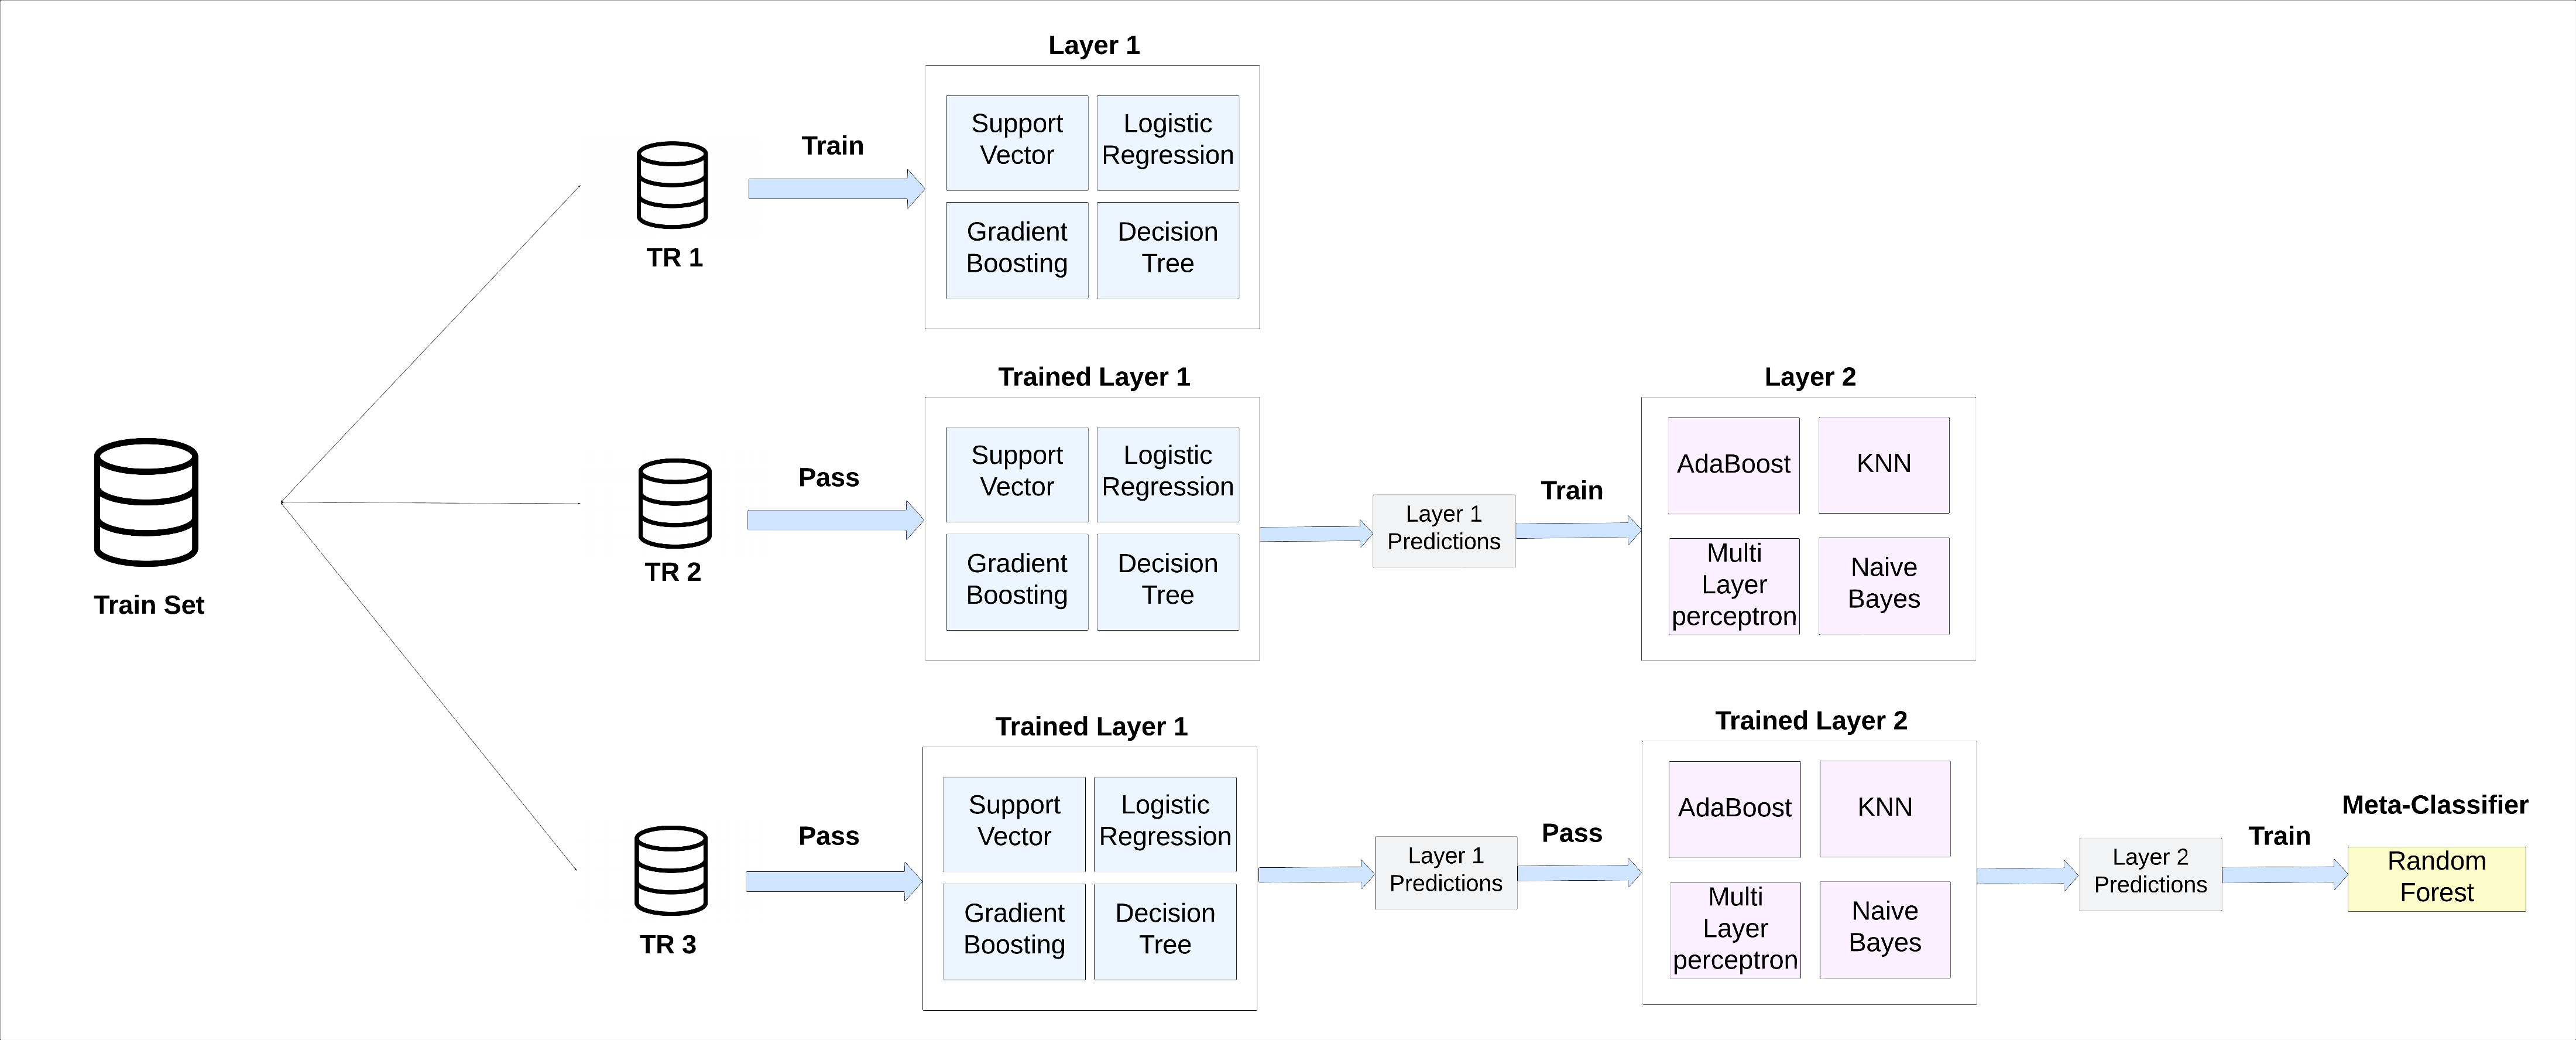 Layer 1
Train
Support
Vector
Logistic
Regression
Gradient
Boosting
Decision
Tree
TR 1
Trained Layer 1
Layer 2
Pass
Support
Vector
Logistic
Regression
Gradient
Boosting
Decision
Tree
Layer 1
Predictions
Train
AdaBoost
KNN
Multi
Layer
perceptron
Naive
Bayes
TR 2
Train Set
Trained Layer 1
Trained Layer 2
Pass
Support
Vector
Logistic
Regression
Gradient
Boosting
Decision
Tree
Layer 1
Predictions
Pass
AdaBoost
KNN
Multi
Layer
perceptron
Naive
Bayes
Layer 2
Predictions
Train
Meta-Classifier
Random
Forest
TR 3